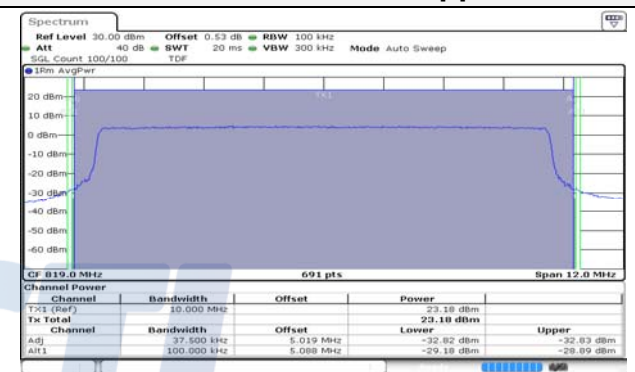 Spectrum
Ref Level 30.00 dBm Offset 0.53 dB RBW 100 kHz
Att 40 dB SWT 20 ms VBW 300 kHz Mode Auto Sweep
SGL Count 100/100 TDF
1Rm AvgPwr
TX1
20 dBm
10 dBm
0 dBm
-10 dBm
-20 dBm
-30 dBm
-40 dBm
-50 dBm
-60 dBm
CF 819.0 MHz 691 pts Span 12.0 MHz
Channel Power
Channel Bandwidth Offset Power
TX1 (Ref) 10.000 MHz 23.18 dBm
Tx Total 23.18 dBm
Channel Bandwidth Offset Lower Upper
Adj 37.500 kHz 5.019 MHz -32.82 dBm -32.83 dBm
Alt1 100.000 kHz 5.088 MHz -29.18 dBm -28.89 dBm